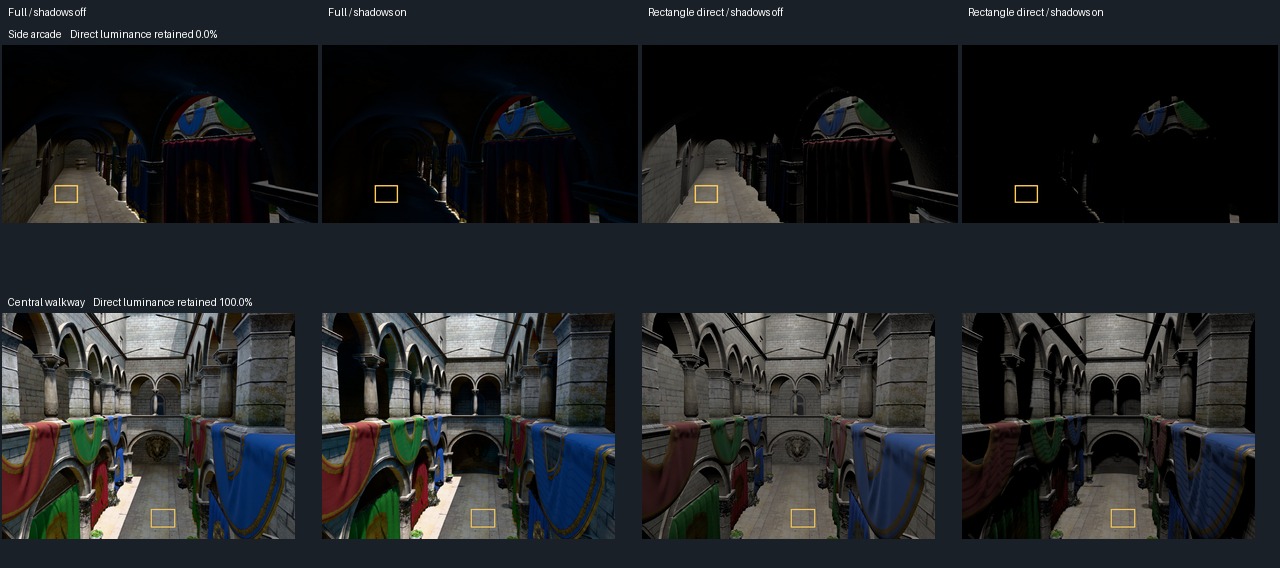 Full / shadows off
Full / shadows on
Rectangle direct / shadows off
Rectangle direct / shadows on
Side arcade Direct luminance retained 0.0%
Central walkway Direct luminance retained 100.0%